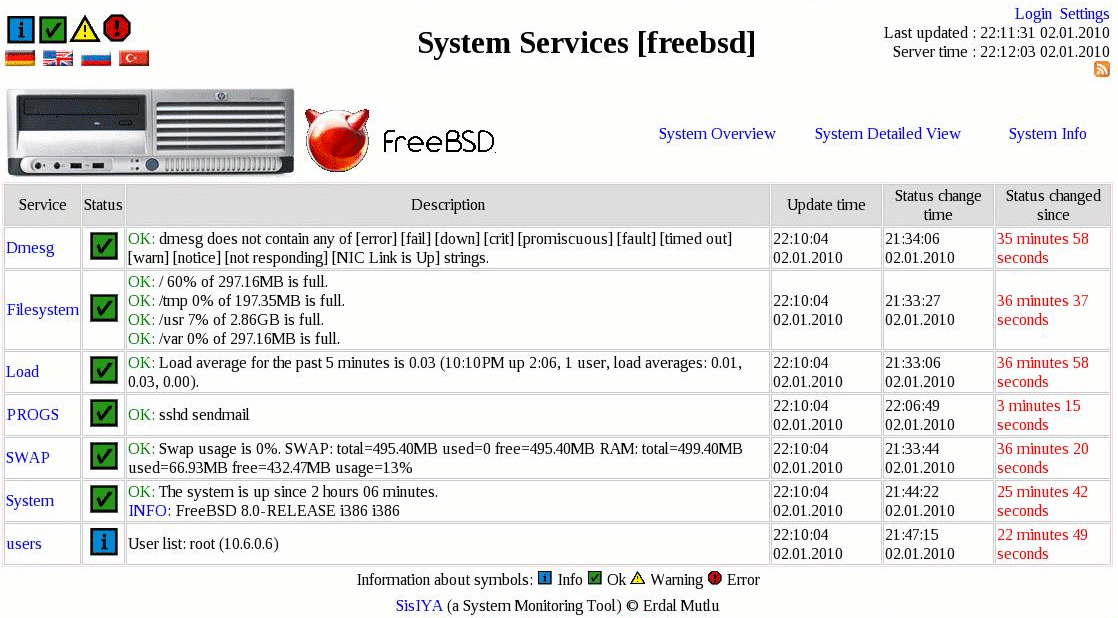 Login Settings
System Services [freebsd]
Last updated : 22:11:31 02.01.2010
Server time : 22:12:03 02.01.2010
hp
FreeBSD
System Overview System Detailed View System Info
Service Status Description Update time Status change time Status changed since
Dmesg
OK: dmesg does not contain any of [error] [fail] [down] [crit] [promiscuous] [fault] [timed out]
[warn] [notice] [not responding] [NIC Link is Up] strings.
22:10:04
02.01.2010
21:34:06
02.01.2010
35 minutes 58
seconds
Filesystem
OK: / 60% of 297.16MB is full.
OK: /tmp 0% of 197.35MB is full.
OK: /usr 7% of 2.86GB is full.
OK: /var 0% of 297.16MB is full.
22:10:04
02.01.2010
21:33:27
02.01.2010
36 minutes 37
seconds
Load
OK: Load average for the past 5 minutes is 0.03 (10:10PM up 2:06, 1 user, load averages: 0.01,
0.03, 0.00).
22:10:04
02.01.2010
21:33:06
02.01.2010
36 minutes 58
seconds
PROGS
OK: sshd sendmail
22:10:04
02.01.2010
22:06:49
02.01.2010
3 minutes 15
seconds
SWAP
OK: Swap usage is 0%. SWAP: total=495.40MB used=0 free=495.40MB RAM: total=499.40MB
used=66.93MB free=432.47MB usage=13%
22:10:04
02.01.2010
21:33:44
02.01.2010
36 minutes 20
seconds
System
OK: The system is up since 2 hours 06 minutes.
INFO: FreeBSD 8.0-RELEASE i386 i386
22:10:04
02.01.2010
21:44:22
02.01.2010
25 minutes 42
seconds
users
User list: root (10.6.0.6)
22:10:04
02.01.2010
21:47:15
02.01.2010
22 minutes 49
seconds
Information about symbols: Info Ok Warning Error
SisIYA (a System Monitoring Tool) © Erdal Mutlu